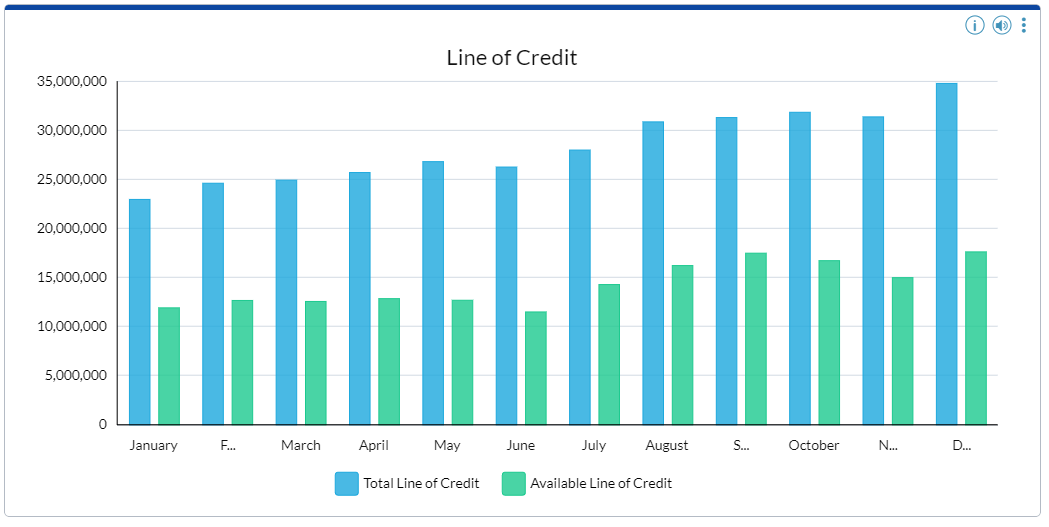 Line of Credit
35,000,000
30,000,000
25,000,000
20,000,000
15,000,000
10,000,000
5,000,000
0
January F... March April May June July August S... October N... D...
Total Line of Credit Available Line of Credit